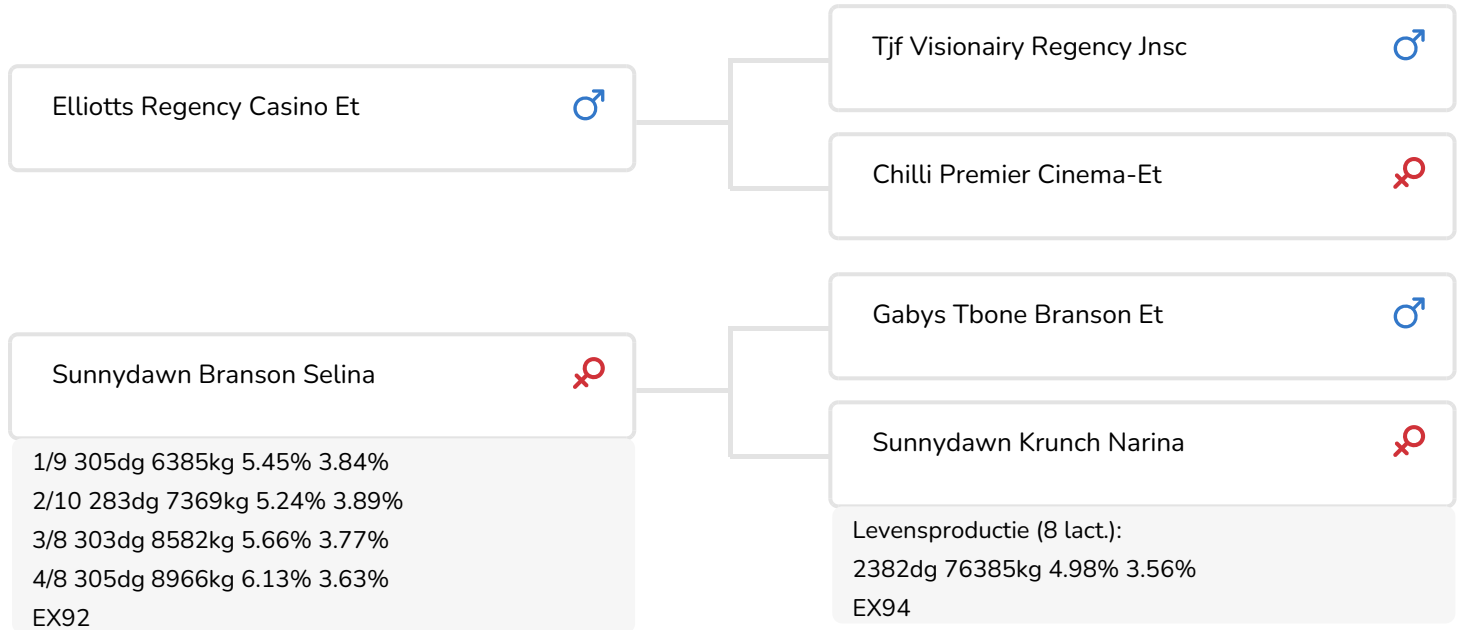 Elliotts Regency Casino Et
Tjf Visionairy Regency Jnsc
Chilli Premier Cinema-Et
Sunnydawn Branson Selina
1/9 305dg 6385kg 5.45% 3.84%
2/10 283dg 7369kg 5.24% 3.89%
3/8 303dg 8582kg 5.66% 3.77%
4/8 305dg 8966kg 6.13% 3.63%
EX92
Gabys Tbone Branson Et
Sunnydawn Krunch Narina
Levensproductie (8 lact.):
2382dg 76385kg 4.98% 3.56%
EX94